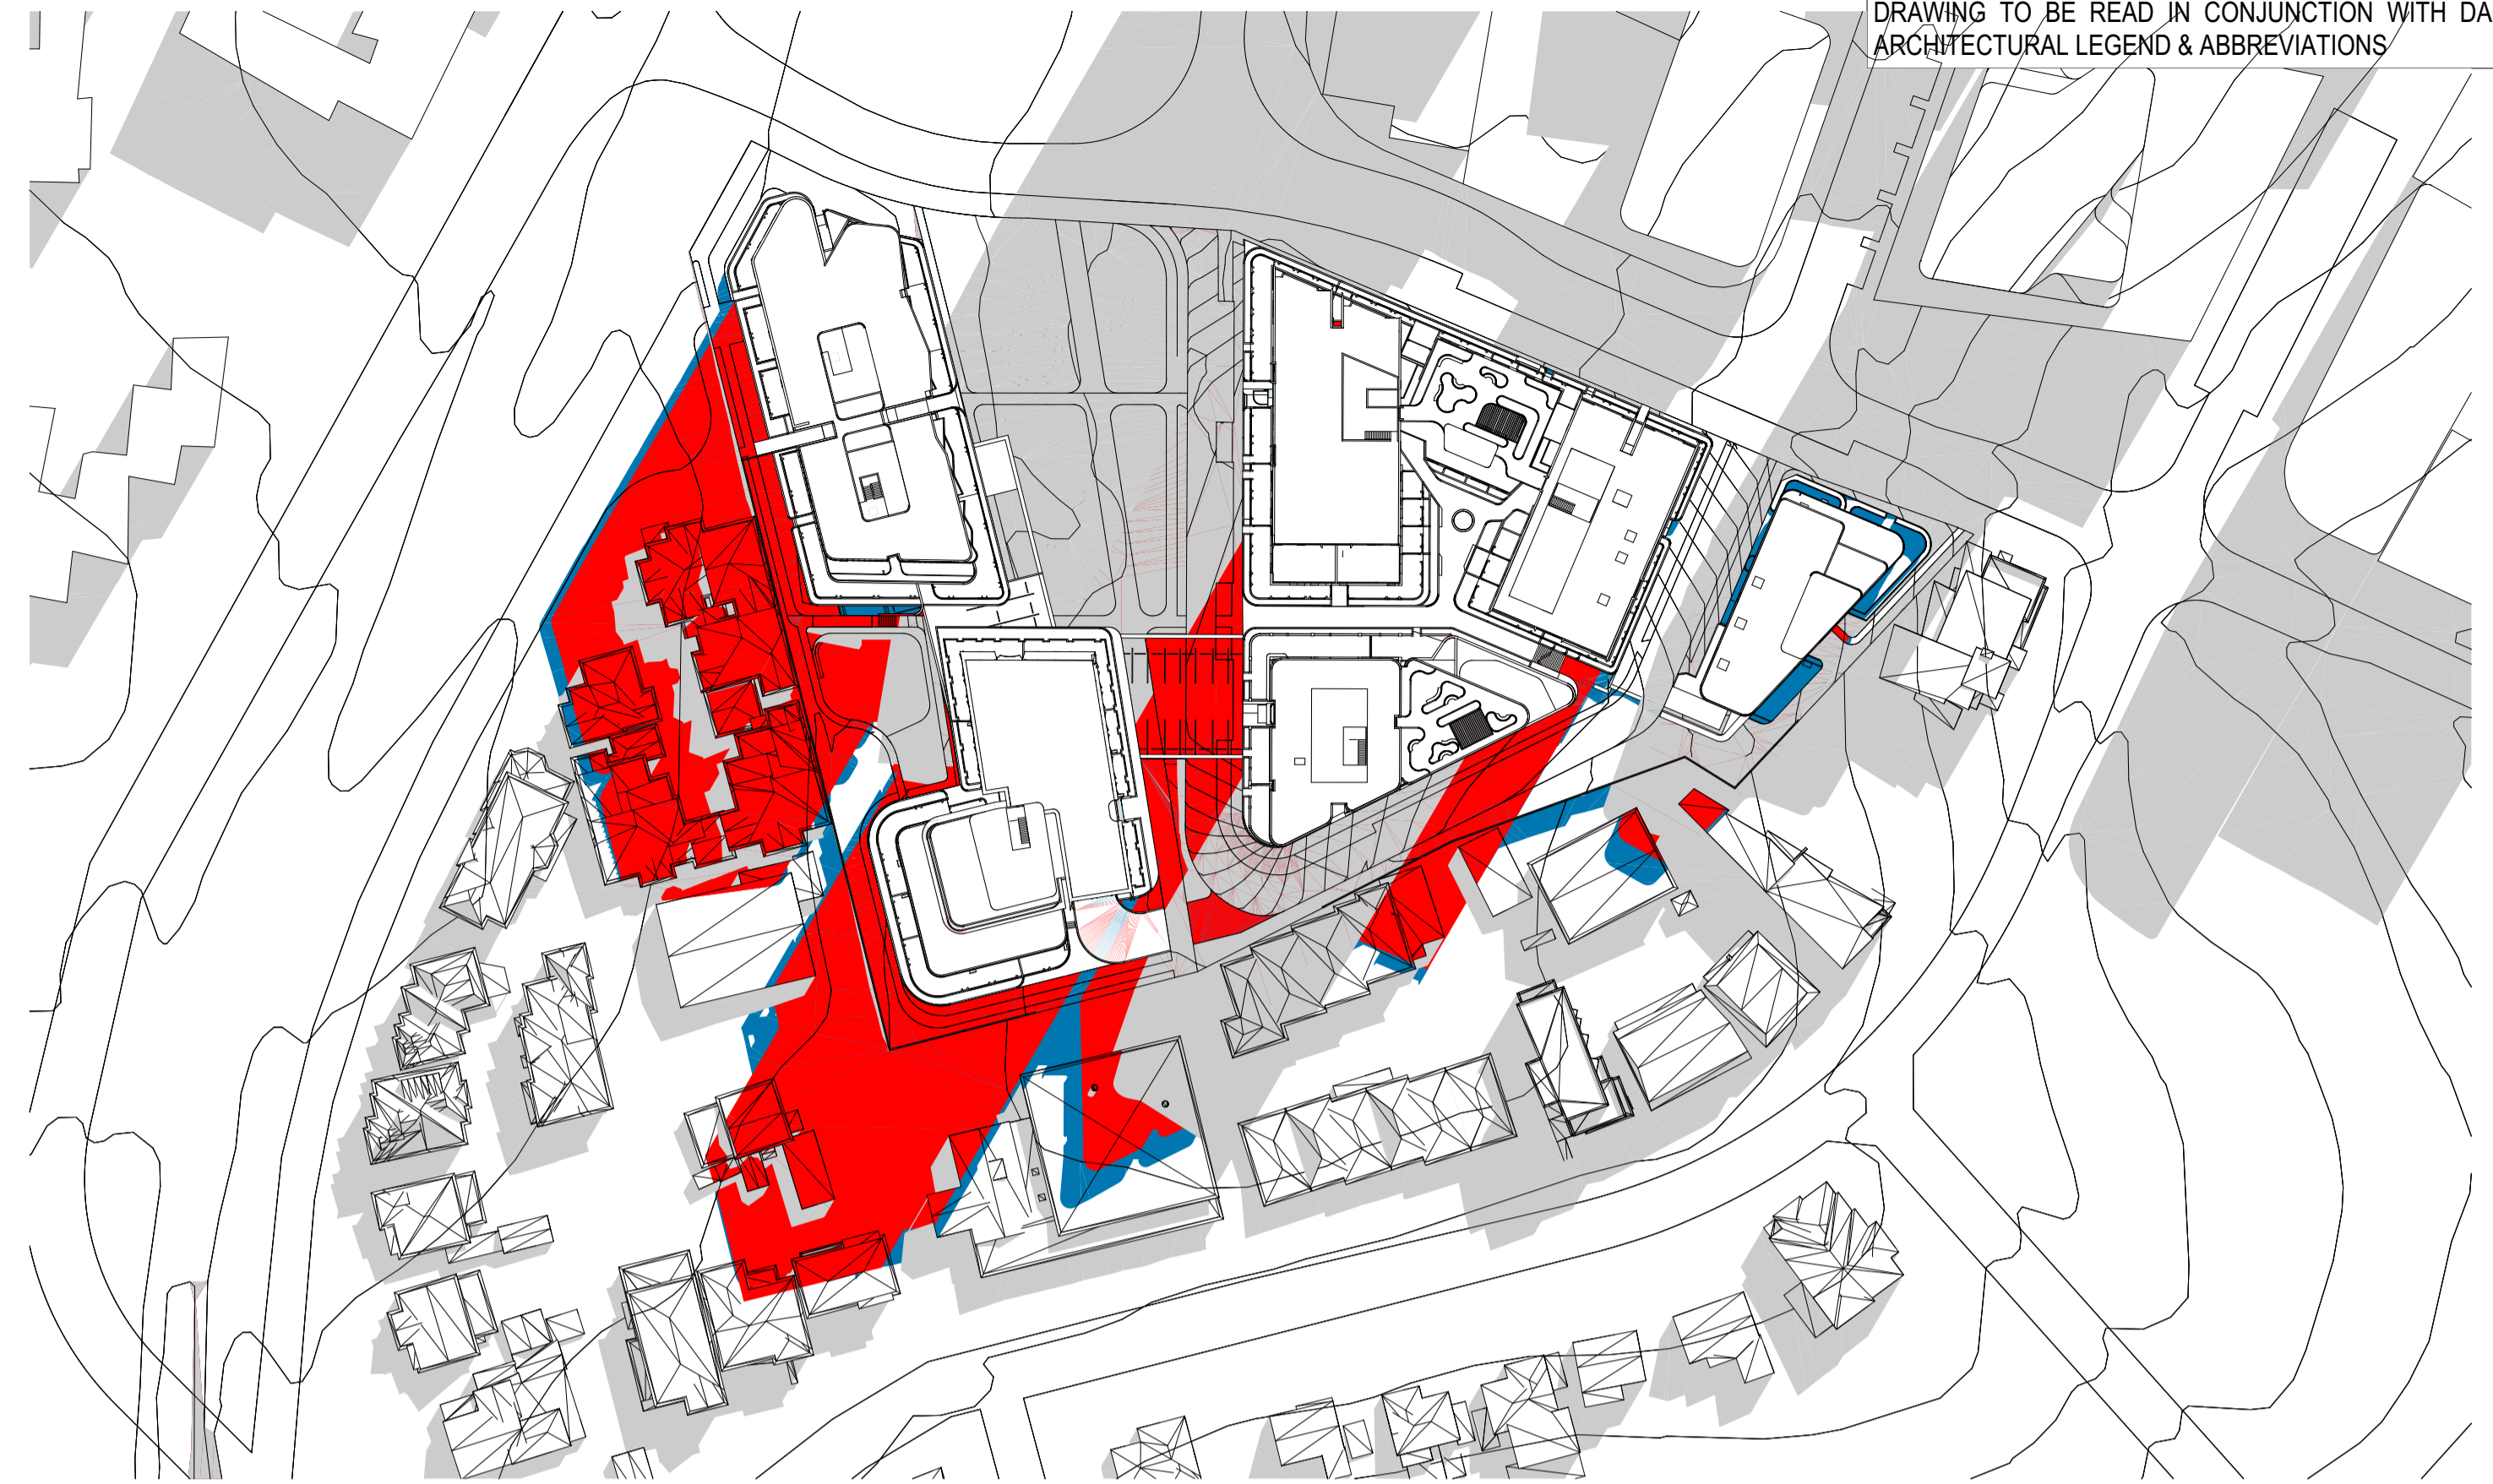 DRAWING TO BE READ IN CONJUNCTION WITH DA
ARCHITECTURAL LEGEND & ABBREVIATIONS